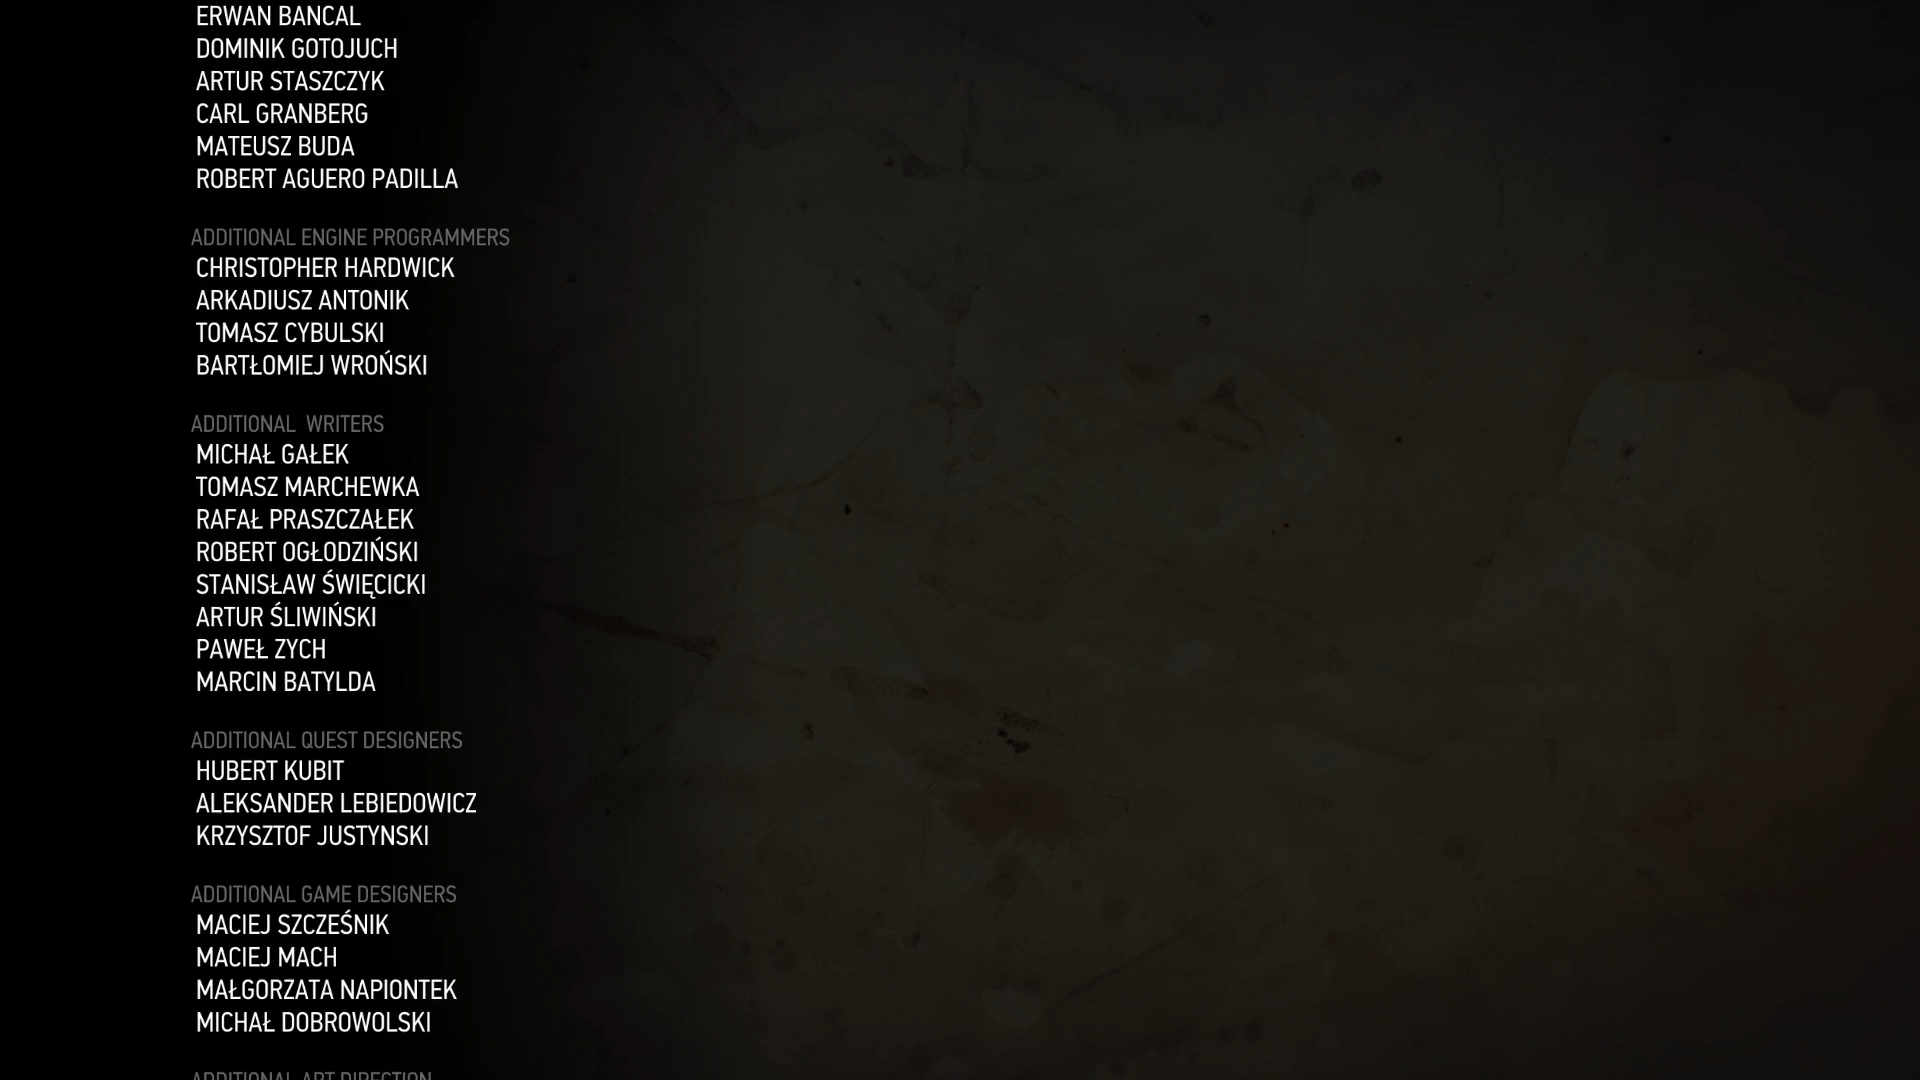 ERWAN BANCAL
DOMINIK GOTOJUCH
ARTUR STASZCZYK
CARL GRANBERG
MATEUSZ BUDA
ROBERT AGUERO PADILLA
ADDITIONAL ENGINE PROGRAMMERS
CHRISTOPHER HARDWICK
ARKADIUSZ ANTONIK
TOMASZ CYBULSKI
BARTŁOMIEJ WROŃSKI
ADDITIONAL WRITERS
MICHAŁ GAŁEK
TOMASZ MARCHEWKA
RAFAŁ PRASZCZAŁEK
ROBERT OGŁODZIŃSKI
STANISŁAW ŚWIĘCICKI
ARTUR ŚLIWIŃSKI
PAWEŁ ZYCH
MARCIN BATYLDA
ADDITIONAL QUEST DESIGNERS
HUBERT KUBIT
ALEKSANDER LEBIEDOWICZ
KRZYSZTOF JUSTYNSKI
ADDITIONAL GAME DESIGNERS
MACIEJ SZCZEŚNIK
MACIEJ MACH
MAŁGORZATA NAPIONTEK
MICHAŁ DOBROWOLSKI
ADDITIONAL ART DIRECTION